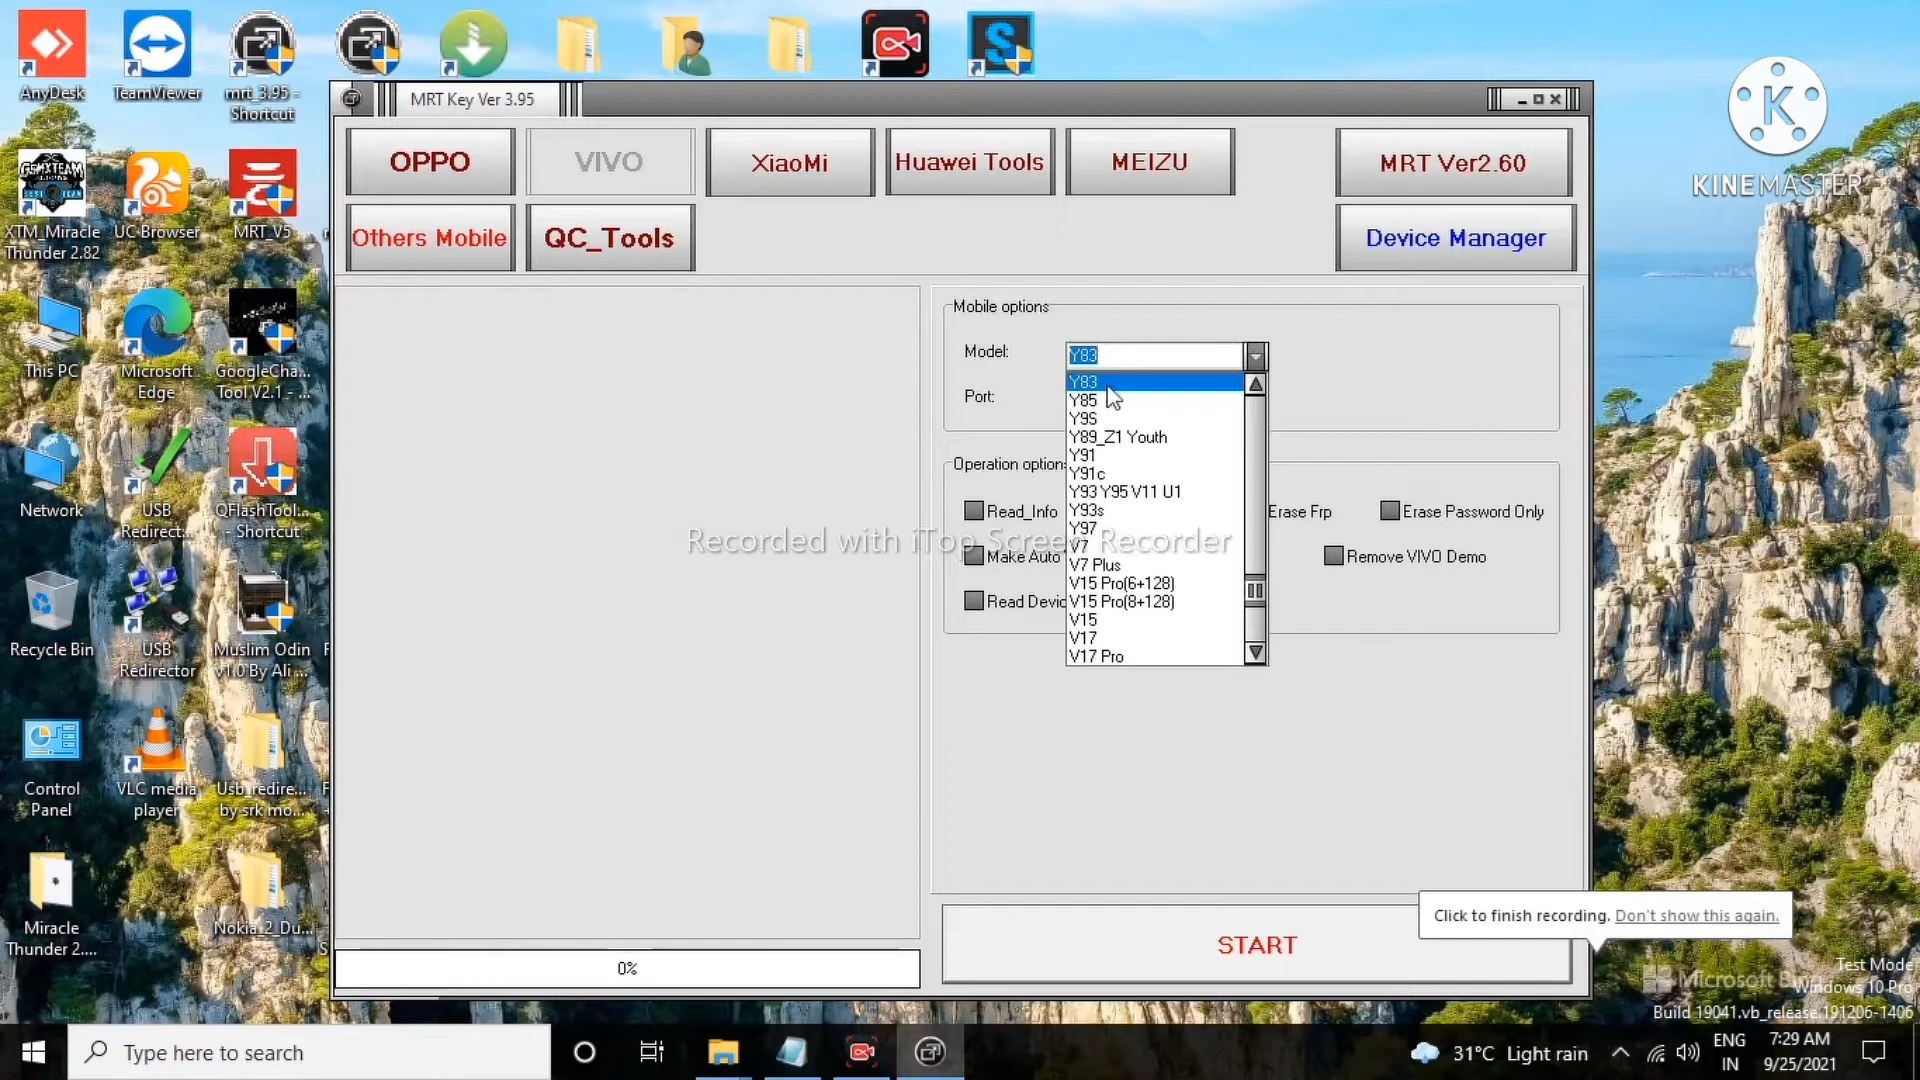 AnyDesk
TeamViewer
mrt_3.95 -
Shortcut
XTM_Miracle
Thunder 2.82
UC Browser
MRT_V5
This PC
Microsoft
Edge
GoogleCha...
Tool V2.1 - ...
Network
USB
Redirect...
QFlashTool...
- Shortcut
Recycle Bin
USB
Redirector
Muslim Odin
v1.0 By Ali ...
Control
Panel
VLC media
player
Usb_redire...
by srk mo...
Miracle
Thunder 2....
Nokia_2_Du...
MRT Key Ver 3.95
OPPO
VIVO
XiaoMi
Huawei Tools
MEIZU
MRT Ver2.60
Others Mobile
QC_Tools
Device Manager
Mobile options
Model:
Y83
Port:
Y83
Y85
Y9S
Y89_Z1 Youth
Y91
Y91c
Y93 Y95 V11 U1
Y93s
Y97
V7
V7 Plus
V15 Pro(6+128)
V15 Pro(8+128)
V15
V17
V17 Pro
Operation option
Read_Info
Erase Frp
Erase Password Only
Make Auto
Remove VIVO Demo
Read Devic
Recorded with iTop Screen Recorder
0%
START
Click to finish recording. Don't show this again.
KINEMASTER
Test Mode
Microsoft B
Windows 10 Pro
Build 19041.vb_release.191206-1406
Type here to search
31°C Light rain
ENG
IN
7:29 AM
9/25/2021